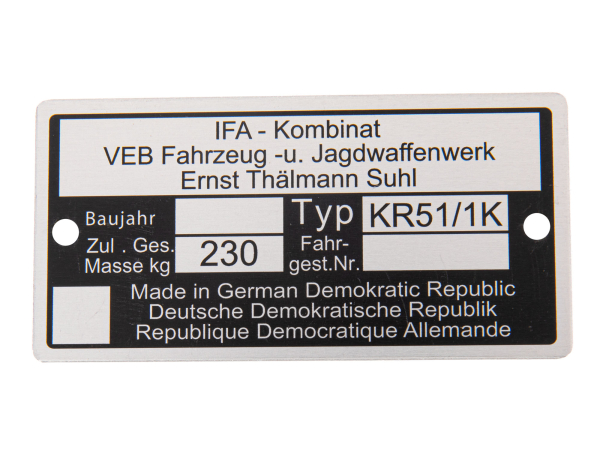 IFA - Kombinat
VEB Fahrzeug -u. Jagdwaffenwerk
Ernst Thälmann Suhl
Baujahr
Typ KR51/1K
Zul . Ges.
Masse kg 230
Fahr-
gest.Nr.
Made in German Demokratic Republic
Deutsche Demokratische Republik
Republique Democratique Allemande